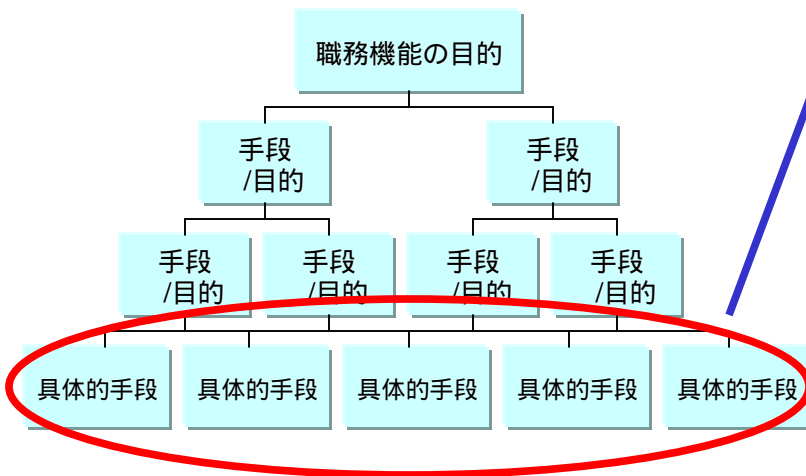 職務機能の目的
手段
/目的
手段
/目的
手段
/目的
手段
/目的
手段
/目的
手段
/目的
具体的手段
具体的手段
具体的手段
具体的手段
具体的手段